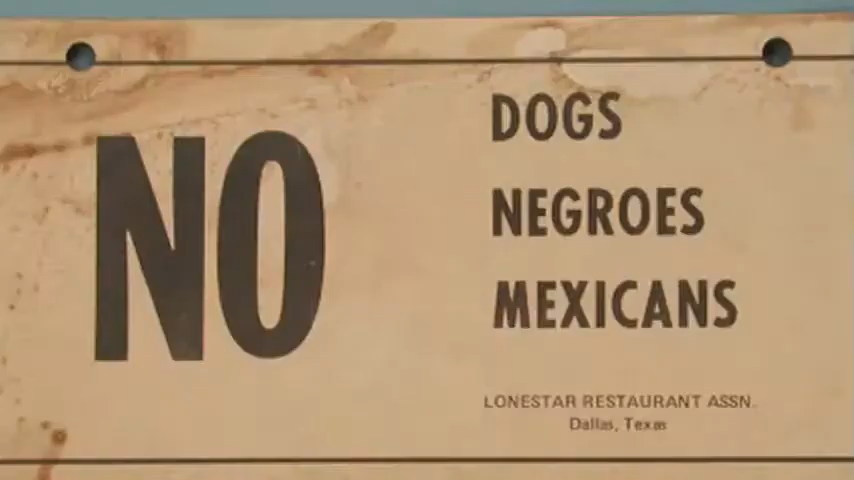 NO
DOGS
NEGROES
MEXICANS
LONESTAR RESTAURANT ASSN.
Dallas, Texas